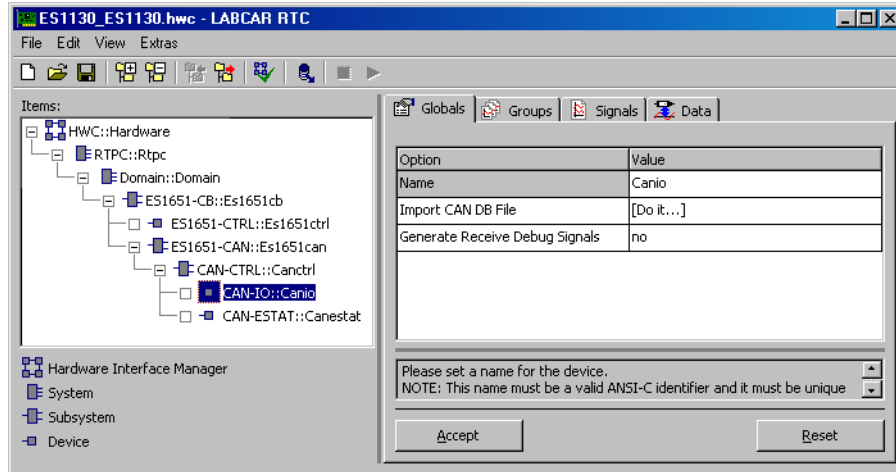 ES1130_ES1130.hwc - LABCAR RTC
File Edit View Extras
Items:
HWC::Hardware
RTPC::Rtpc
Domain::Domain
ES1651-CB::Es1651cb
ES1651-CTRL::Es1651ctrl
ES1651-CAN::Es1651can
CAN-CTRL::Canctrl
CAN-IO::Canio
CAN-ESTAT::Canestat
Hardware Interface Manager
System
Subsystem
Device
Globals Groups Signals Data
Option Value
Name Canio
Import CAN DB File [Do it...]
Generate Receive Debug Signals no
Please set a name for the device.
NOTE: This name must be a valid ANSI-C identifier and it must be unique
Accept Reset